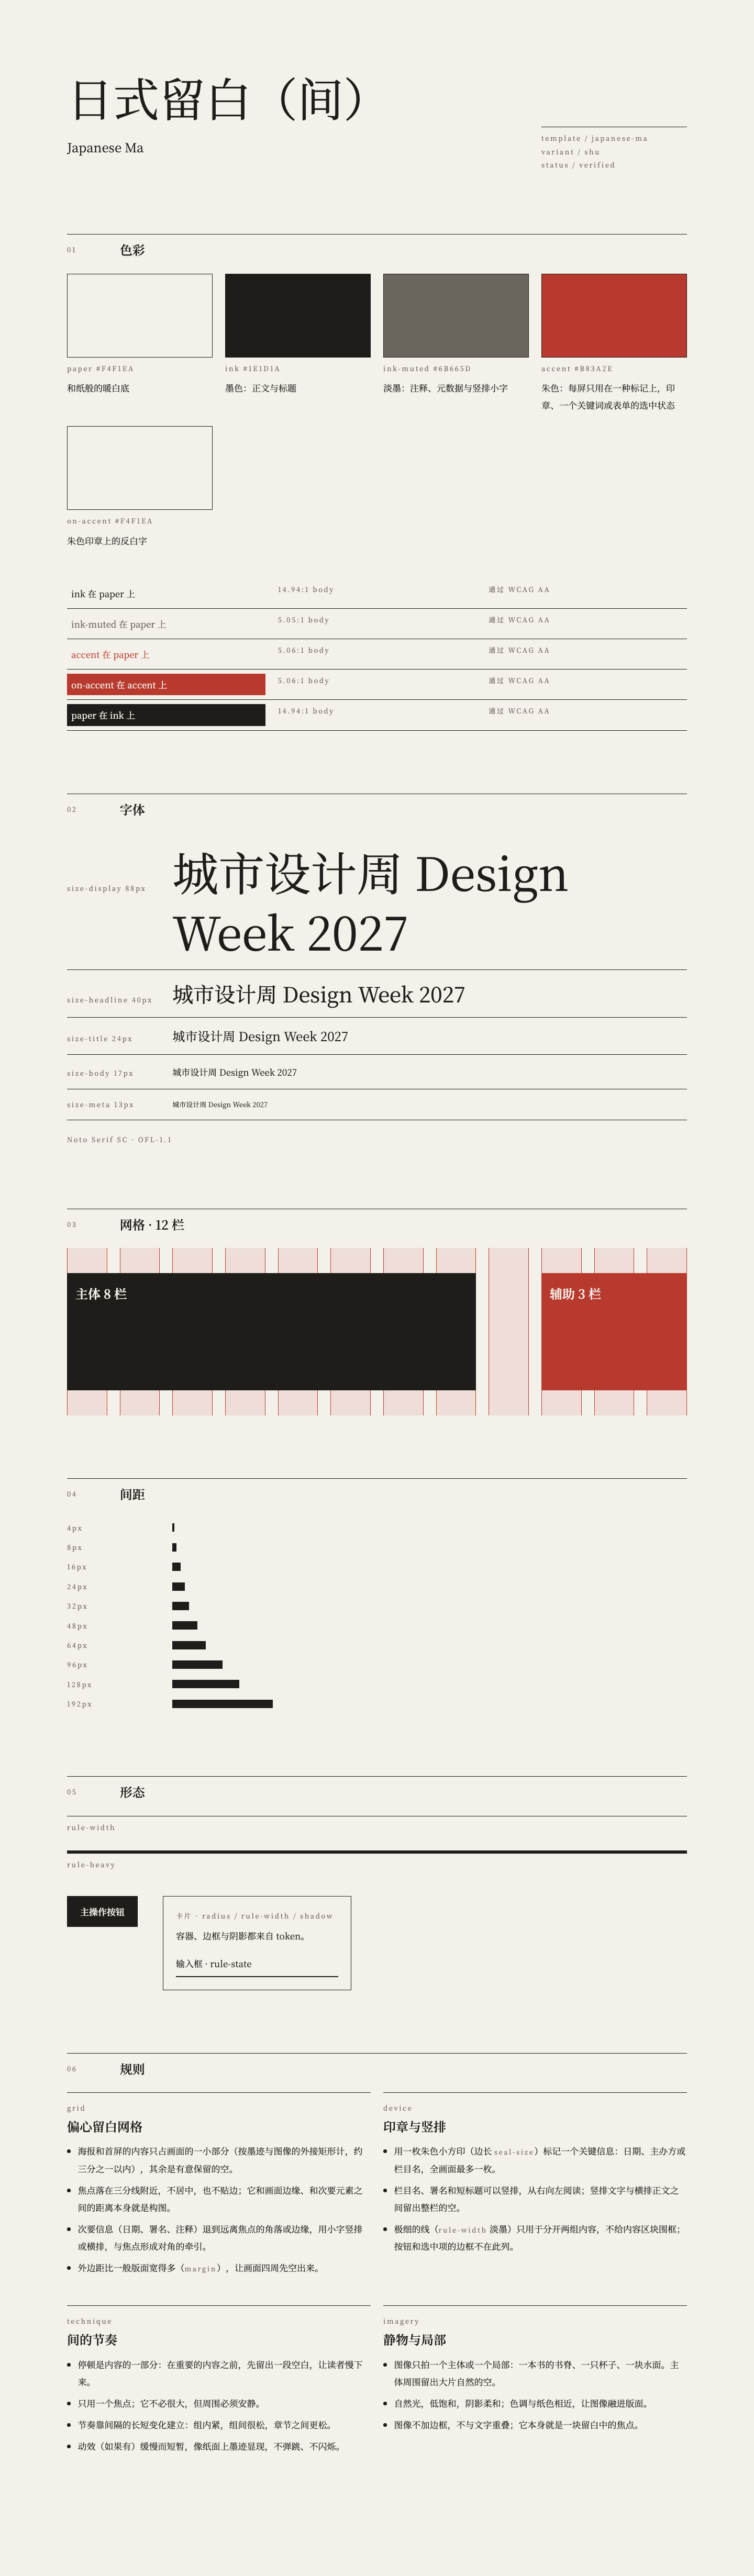 日式留白（间）
Japanese Ma
template / japanese-ma
variant / shu
status / verified
01
色彩
paper #F4F1EA
和纸般的暖白底
ink #1E1D1A
墨色：正文与标题
ink-muted #6B665D
淡墨：注释、元数据与竖排小字
accent #B83A2E
朱色：每屏只用在一种标记上，印
章、一个关键词或表单的选中状态
on-accent #F4F1EA
朱色印章上的反白字
ink 在 paper 上
14.94:1 body
通过 WCAG AA
ink-muted 在 paper 上
5.05:1 body
通过 WCAG AA
accent 在 paper 上
5.06:1 body
通过 WCAG AA
on-accent 在 accent 上
5.06:1 body
通过 WCAG AA
paper 在 ink 上
14.94:1 body
通过 WCAG AA
02
字体
size-display 88px
城市设计周 Design
Week 2027
size-headline 40px
城市设计周 Design Week 2027
size-title 24px
城市设计周 Design Week 2027
size-body 17px
城市设计周 Design Week 2027
size-meta 13px
城市设计周 Design Week 2027
Noto Serif SC · OFL-1.1
03
网格 · 12 栏
主体 8 栏
辅助 3 栏
04
间距
4px
8px
16px
24px
32px
48px
64px
96px
128px
192px
05
形态
rule-width
rule-heavy
主操作按钮
卡片 · radius / rule-width / shadow
容器、边框与阴影都来自 token。
输入框 · rule-state
06
规则
grid
偏心留白网格
海报和首屏的内容只占画面的一小部分（按墨迹与图像的外接矩形计，约
三分之一以内），其余是有意保留的空。
焦点落在三分线附近，不居中，也不贴边；它和画面边缘、和次要元素之
间的距离本身就是构图。
次要信息（日期、署名、注释）退到远离焦点的角落或边缘，用小字竖排
或横排，与焦点形成对角的牵引。
外边距比一般版面宽得多（margin），让画面四周先空出来。
device
印章与竖排
用一枚朱色小方印（边长 seal-size）标记一个关键信息：日期、主办方或
栏目名，全画面最多一枚。
栏目名、署名和短标题可以竖排，从右向左阅读；竖排文字与横排正文之
间留出整栏的空。
极细的线（rule-width 淡墨）只用于分开两组内容，不给内容区块围框；
按钮和选中项的边框不在此列。
technique
间的节奏
停顿是内容的一部分：在重要的内容之前，先留出一段空白，让读者慢下
来。
只用一个焦点；它不必很大，但周围必须安静。
节奏靠间隔的长短变化建立：组内紧，组间很松，章节之间更松。
动效（如果有）缓慢而短暂，像纸面上墨迹显现，不弹跳、不闪烁。
imagery
静物与局部
图像只拍一个主体或一个局部：一本书的书脊、一只杯子、一块水面。主
体周围留出大片自然的空。
自然光，低饱和，阴影柔和；色调与纸色相近，让图像融进版面。
图像不加边框，不与文字重叠；它本身就是一块留白中的焦点。